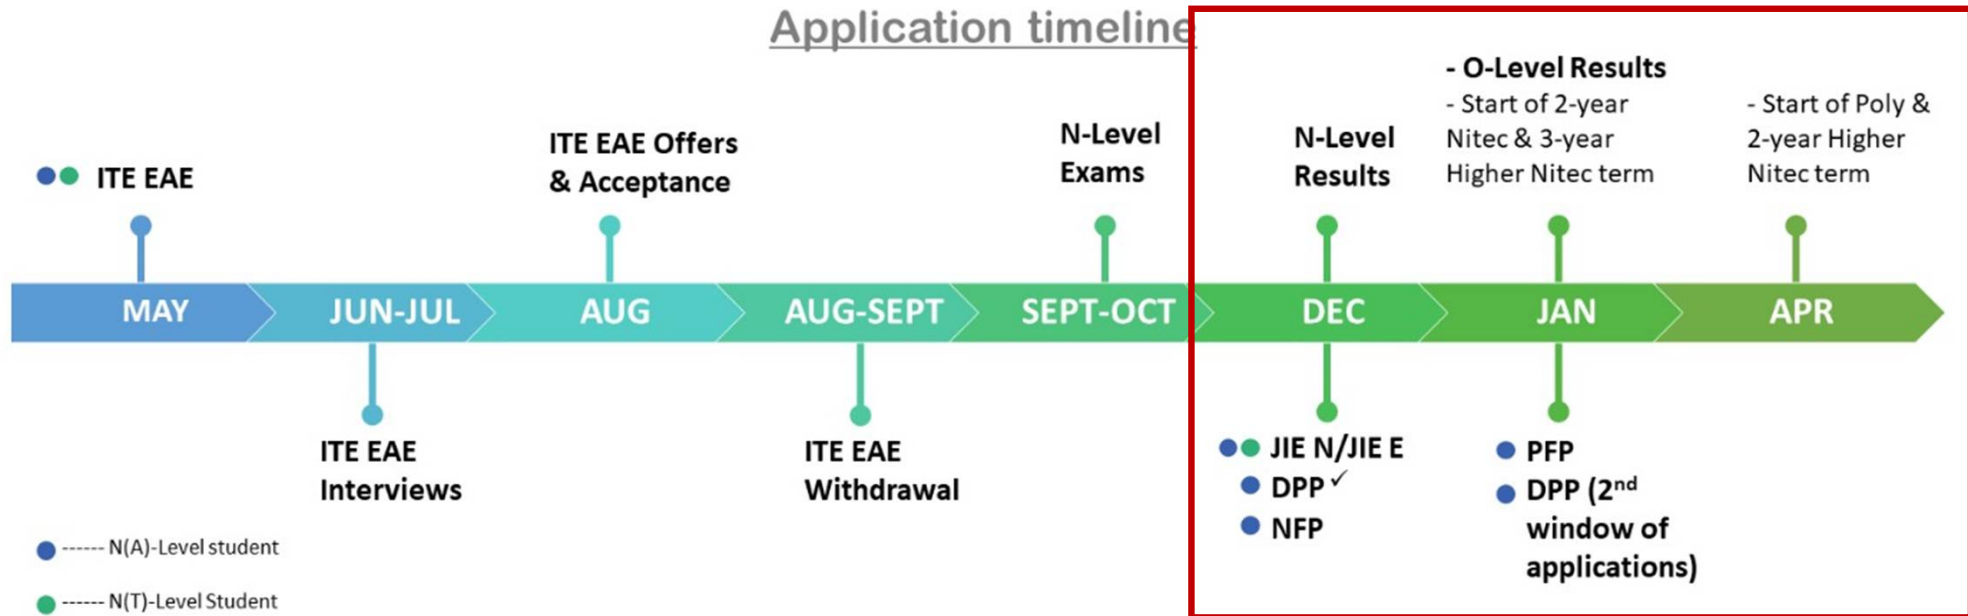 Application timeline
ITE EAE
ITE EAE Offers
& Acceptance
N-Level
Exams
N-Level
Results
- O-Level Results
- Start of 2-year
Nitec & 3-year
Higher Nitec term
- Start of Poly &
2-year Higher
Nitec term
MAY
JUN-JUL
AUG
AUG-SEPT
SEPT-OCT
DEC
JAN
APR
ITE EAE
Interviews
ITE EAE
Withdrawal
JIE N/JIE E
DPP ✓
NFP
PFP
DPP (2nd
window of
applications)
------ N(A)-Level student
------ N(T)-Level Student